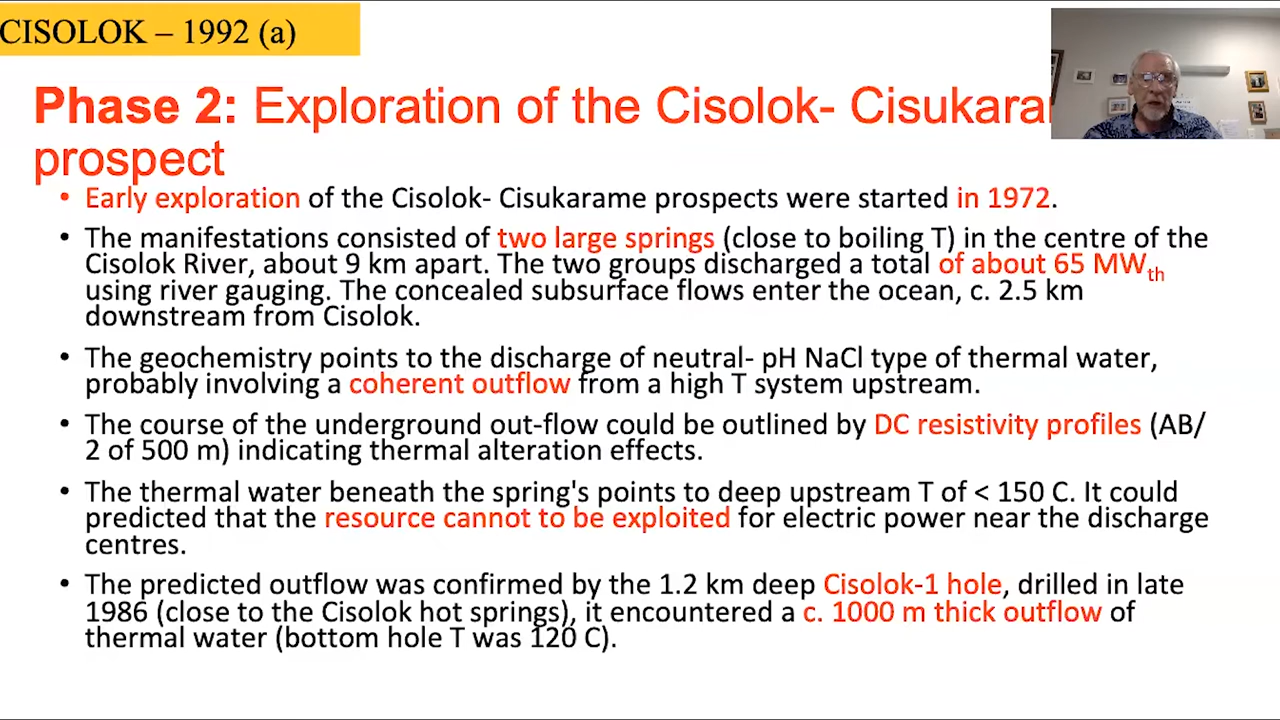 CISOLOK – 1992 (a)
Phase 2: Exploration of the Cisolok- Cisukara
prospect
• Early exploration of the Cisolok- Cisukarame prospects were started in 1972.
• The manifestations consisted of two large springs (close to boiling T) in the centre of the
Cisolok River, about 9 km apart. The two groups discharged a total of about 65 MWth
using river gauging. The concealed subsurface flows enter the ocean, c. 2.5 km
downstream from Cisolok.
• The geochemistry points to the discharge of neutral- pH NaCl type of thermal water,
probably involving a coherent outflow from a high T system upstream.
• The course of the underground out-flow could be outlined by DC resistivity profiles (AB/
2 of 500 m) indicating thermal alteration effects.
• The thermal water beneath the spring's points to deep upstream T of < 150 C. It could
predicted that the resource cannot to be exploited for electric power near the discharge
centres.
• The predicted outflow was confirmed by the 1.2 km deep Cisolok-1 hole, drilled in late
1986 (close to the Cisolok hot springs), it encountered a c. 1000 m thick outflow of
thermal water (bottom hole T was 120 C).